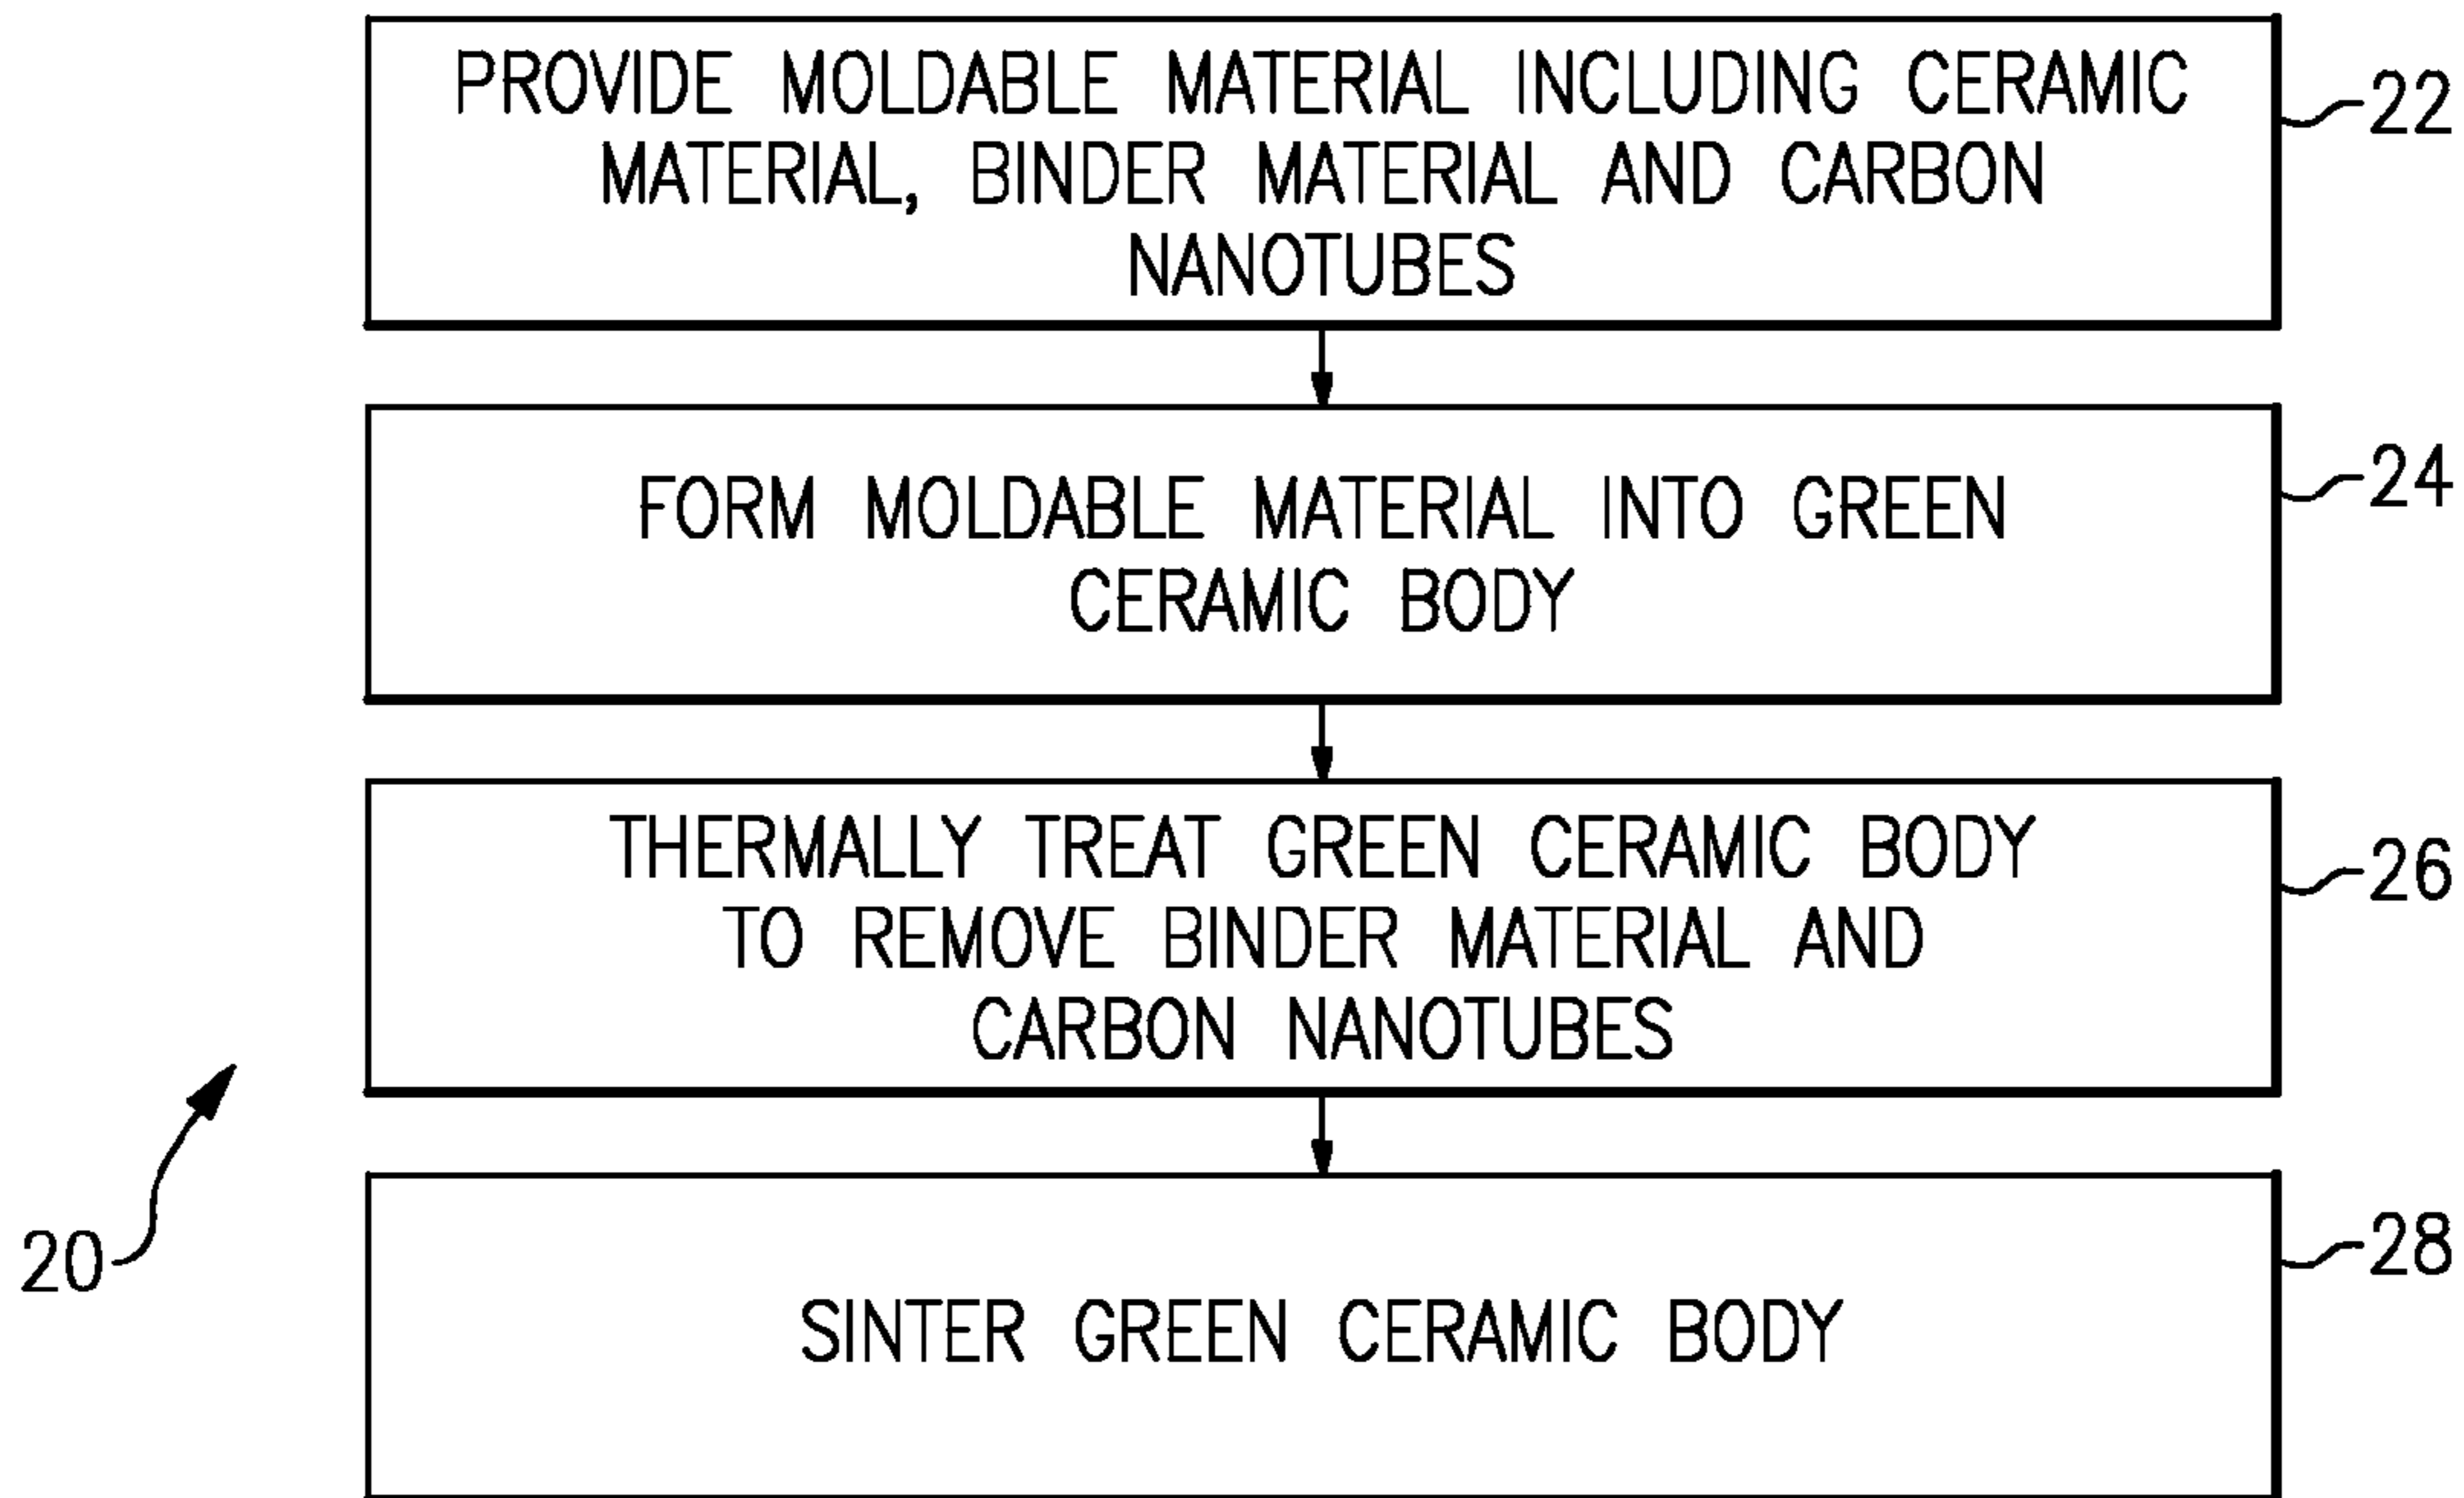 PROVIDE MOLDABLE MATERIAL INCLUDING CERAMIC
MATERIAL, BINDER MATERIAL AND CARBON
NANOTUBES
22
FORM MOLDABLE MATERIAL INTO GREEN
CERAMIC BODY
24
THERMALLY TREAT GREEN CERAMIC BODY
TO REMOVE BINDER MATERIAL AND
CARBON NANOTUBES
26
SINTER GREEN CERAMIC BODY
28
20